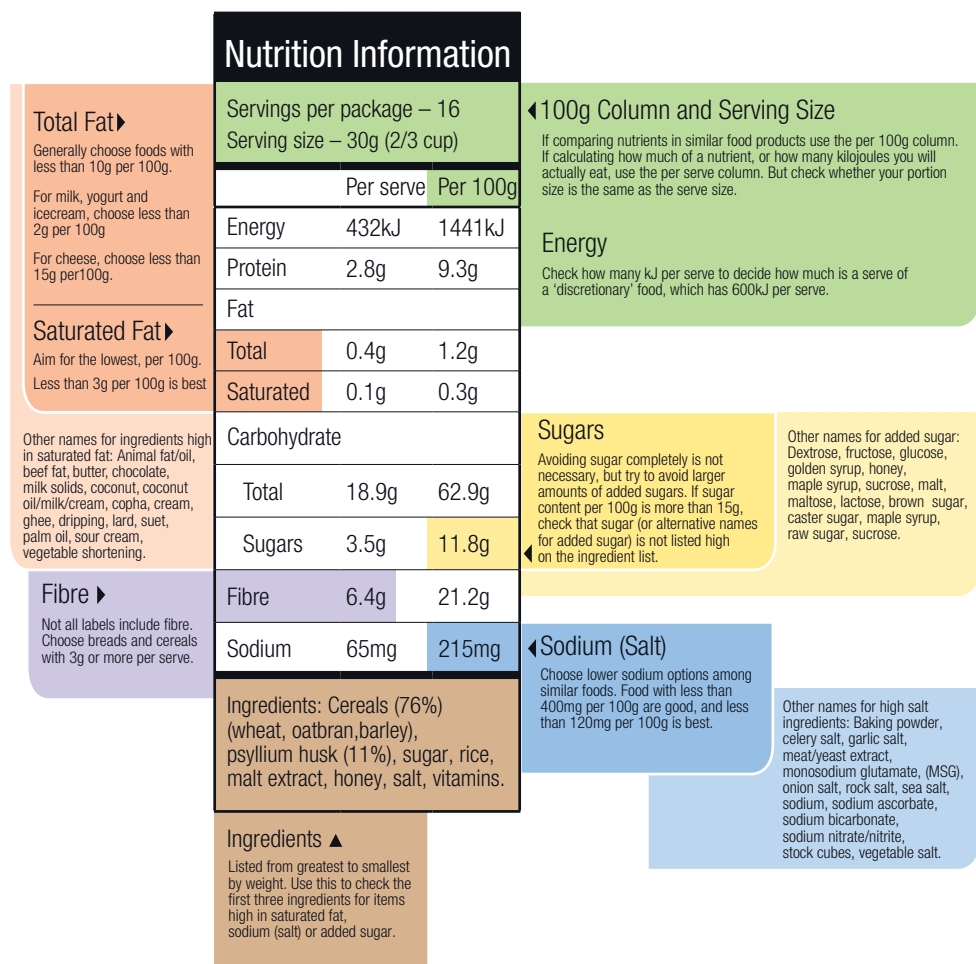 Nutrition Information
Servings per package – 16
Serving size – 30g (2/3 cup)
Per serve Per 100g
Energy 432kJ 1441kJ
Protein 2.8g 9.3g
Fat
Total 0.4g 1.2g
Saturated 0.1g 0.3g
Carbohydrate
Total 18.9g 62.9g
Sugars 3.5g 11.8g
Fibre 6.4g 21.2g
Sodium 65mg 215mg
Ingredients: Cereals (76%)
(wheat, oatbran,barley),
psyllium husk (11%), sugar, rice,
malt extract, honey, salt, vitamins.
Ingredients ▲
Listed from greatest to smallest
by weight. Use this to check the
first three ingredients for items
high in saturated fat,
sodium (salt) or added sugar.
Total Fat
Generally choose foods with
less than 10g per 100g.
For milk, yogurt and
icecream, choose less than
2g per 100g
For cheese, choose less than
15g per100g.
Saturated Fat
Aim for the lowest, per 100g.
Less than 3g per 100g is best
Other names for ingredients high
in saturated fat: Animal fat/oil,
beef fat, butter, chocolate,
milk solids, coconut, coconut
oil/milk/cream, copha, cream,
ghee, dripping, lard, suet,
palm oil, sour cream,
vegetable shortening.
Fibre
Not all labels include fibre.
Choose breads and cereals
with 3g or more per serve.
100g Column and Serving Size
If comparing nutrients in similar food products use the per 100g column.
If calculating how much of a nutrient, or how many kilojoules you will
actually eat, use the per serve column. But check whether your portion
size is the same as the serve size.
Energy
Check how many kJ per serve to decide how much is a serve of
a ‘discretionary’ food, which has 600kJ per serve.
Sugars
Avoiding sugar completely is not
necessary, but try to avoid larger
amounts of added sugars. If sugar
content per 100g is more than 15g,
check that sugar (or alternative names
for added sugar) is not listed high
on the ingredient list.
Other names for added sugar:
Dextrose, fructose, glucose,
golden syrup, honey,
maple syrup, sucrose, malt,
maltose, lactose, brown sugar,
caster sugar, maple syrup,
raw sugar, sucrose.
Sodium (Salt)
Choose lower sodium options among
similar foods. Food with less than
400mg per 100g are good, and less
than 120mg per 100g is best.
Other names for high salt
ingredients: Baking powder,
celery salt, garlic salt,
meat/yeast extract,
monosodium glutamate, (MSG),
onion salt, rock salt, sea salt,
sodium, sodium ascorbate,
sodium bicarbonate,
sodium nitrate/nitrite,
stock cubes, vegetable salt.